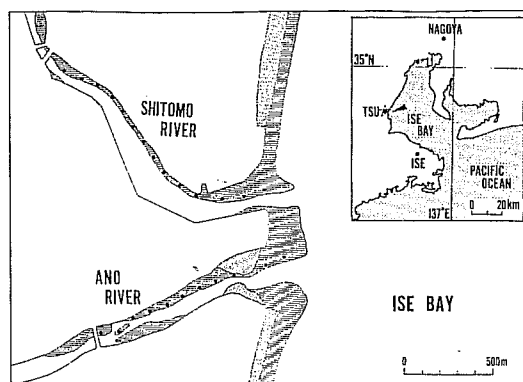 SHITOMO
RIVER
ANO
RIVER
ISE BAY
0 500m
NAGOYA
35°N
TSU
ISE
BAY
ISE
PACIFIC
OCEAN
137°E
0 20km